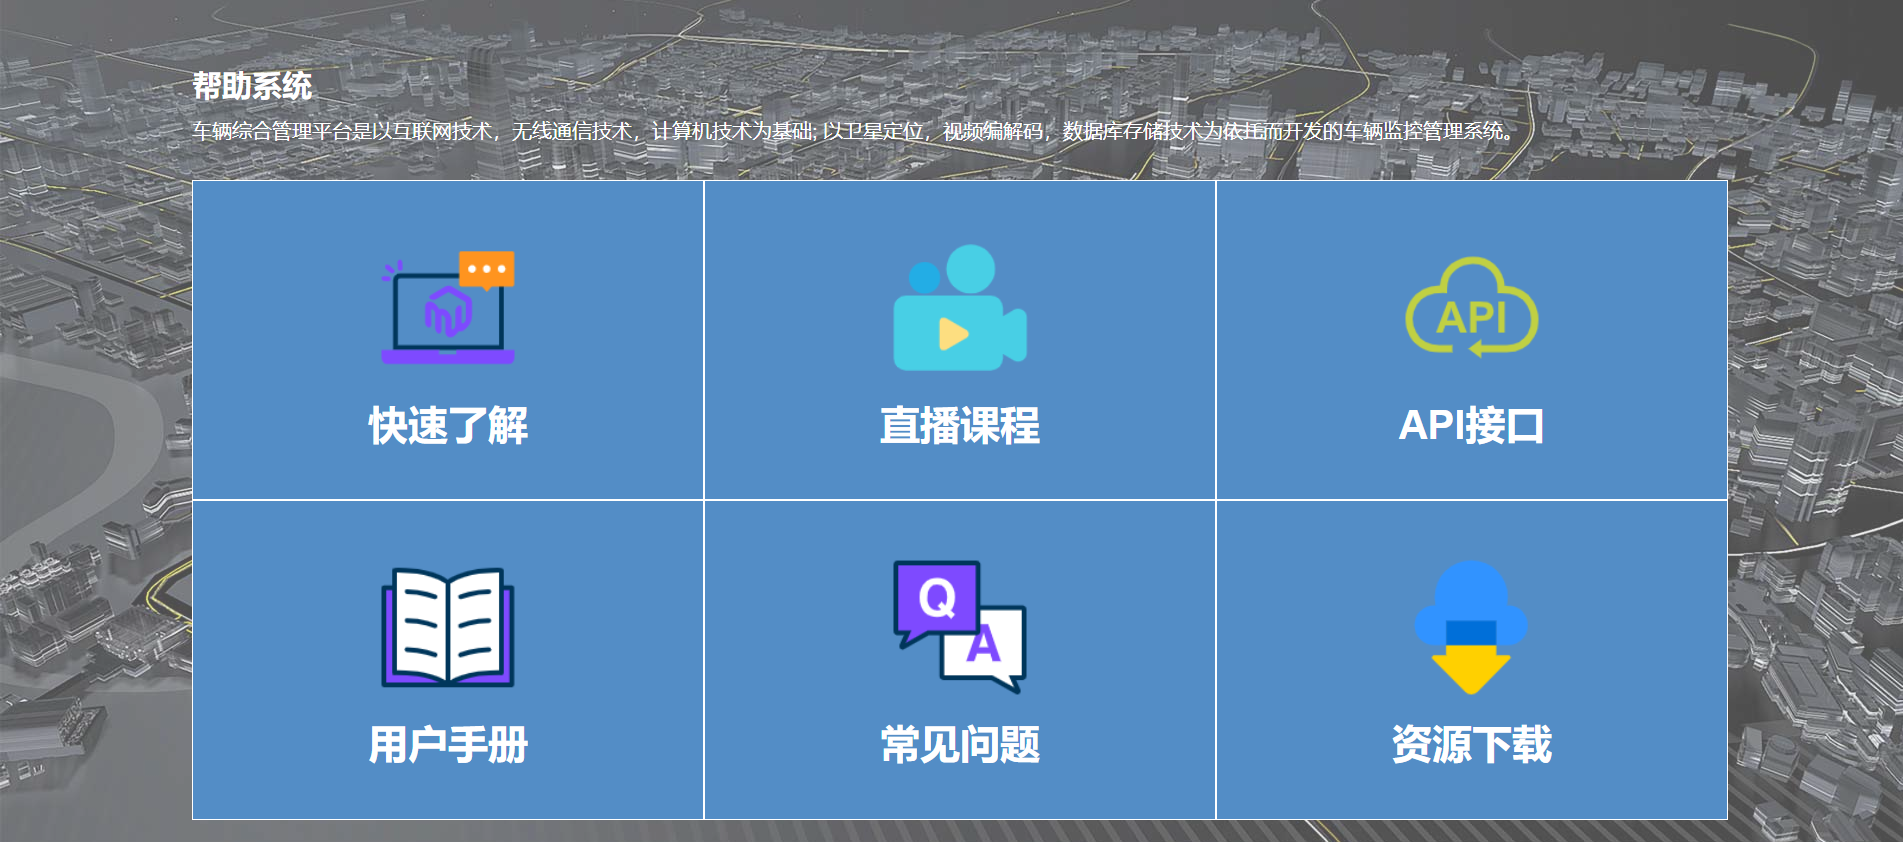 帮助系统
车辆综合管理平台是以互联网技术，无线通信技术，计算机技术为基础; 以卫星定位，视频编解码，数据库存储技术为依托而开发的车辆监控管理系统。
API
快速了解
直播课程
API接口
Q
A
用户手册
常见问题
资源下载